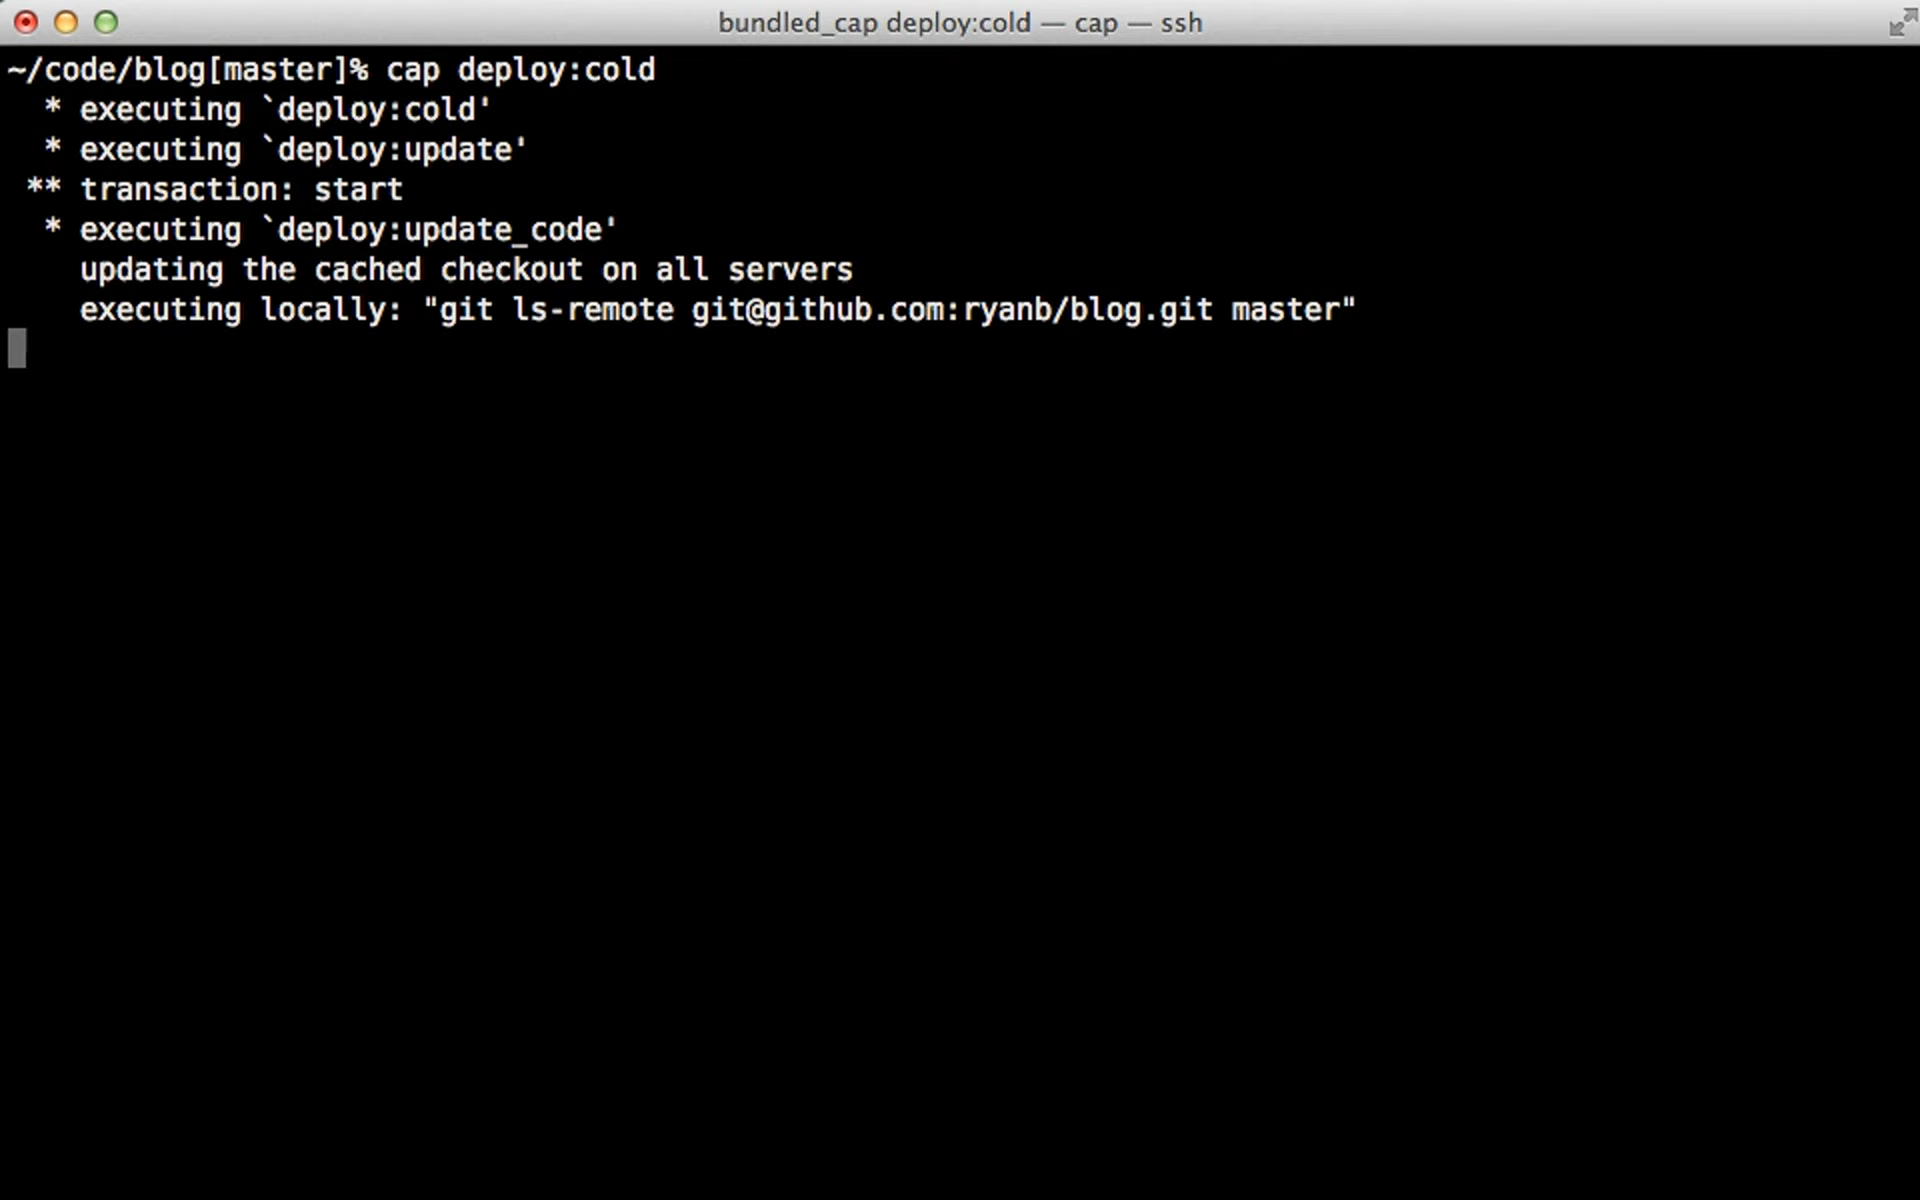 bundled_cap deploy:cold — cap — ssh
~/code/blog[master]% cap deploy:cold
  * executing `deploy:cold'
  * executing `deploy:update'
 ** transaction: start
  * executing `deploy:update_code'
    updating the cached checkout on all servers
    executing locally: "git ls-remote git@github.com:ryanb/blog.git master"